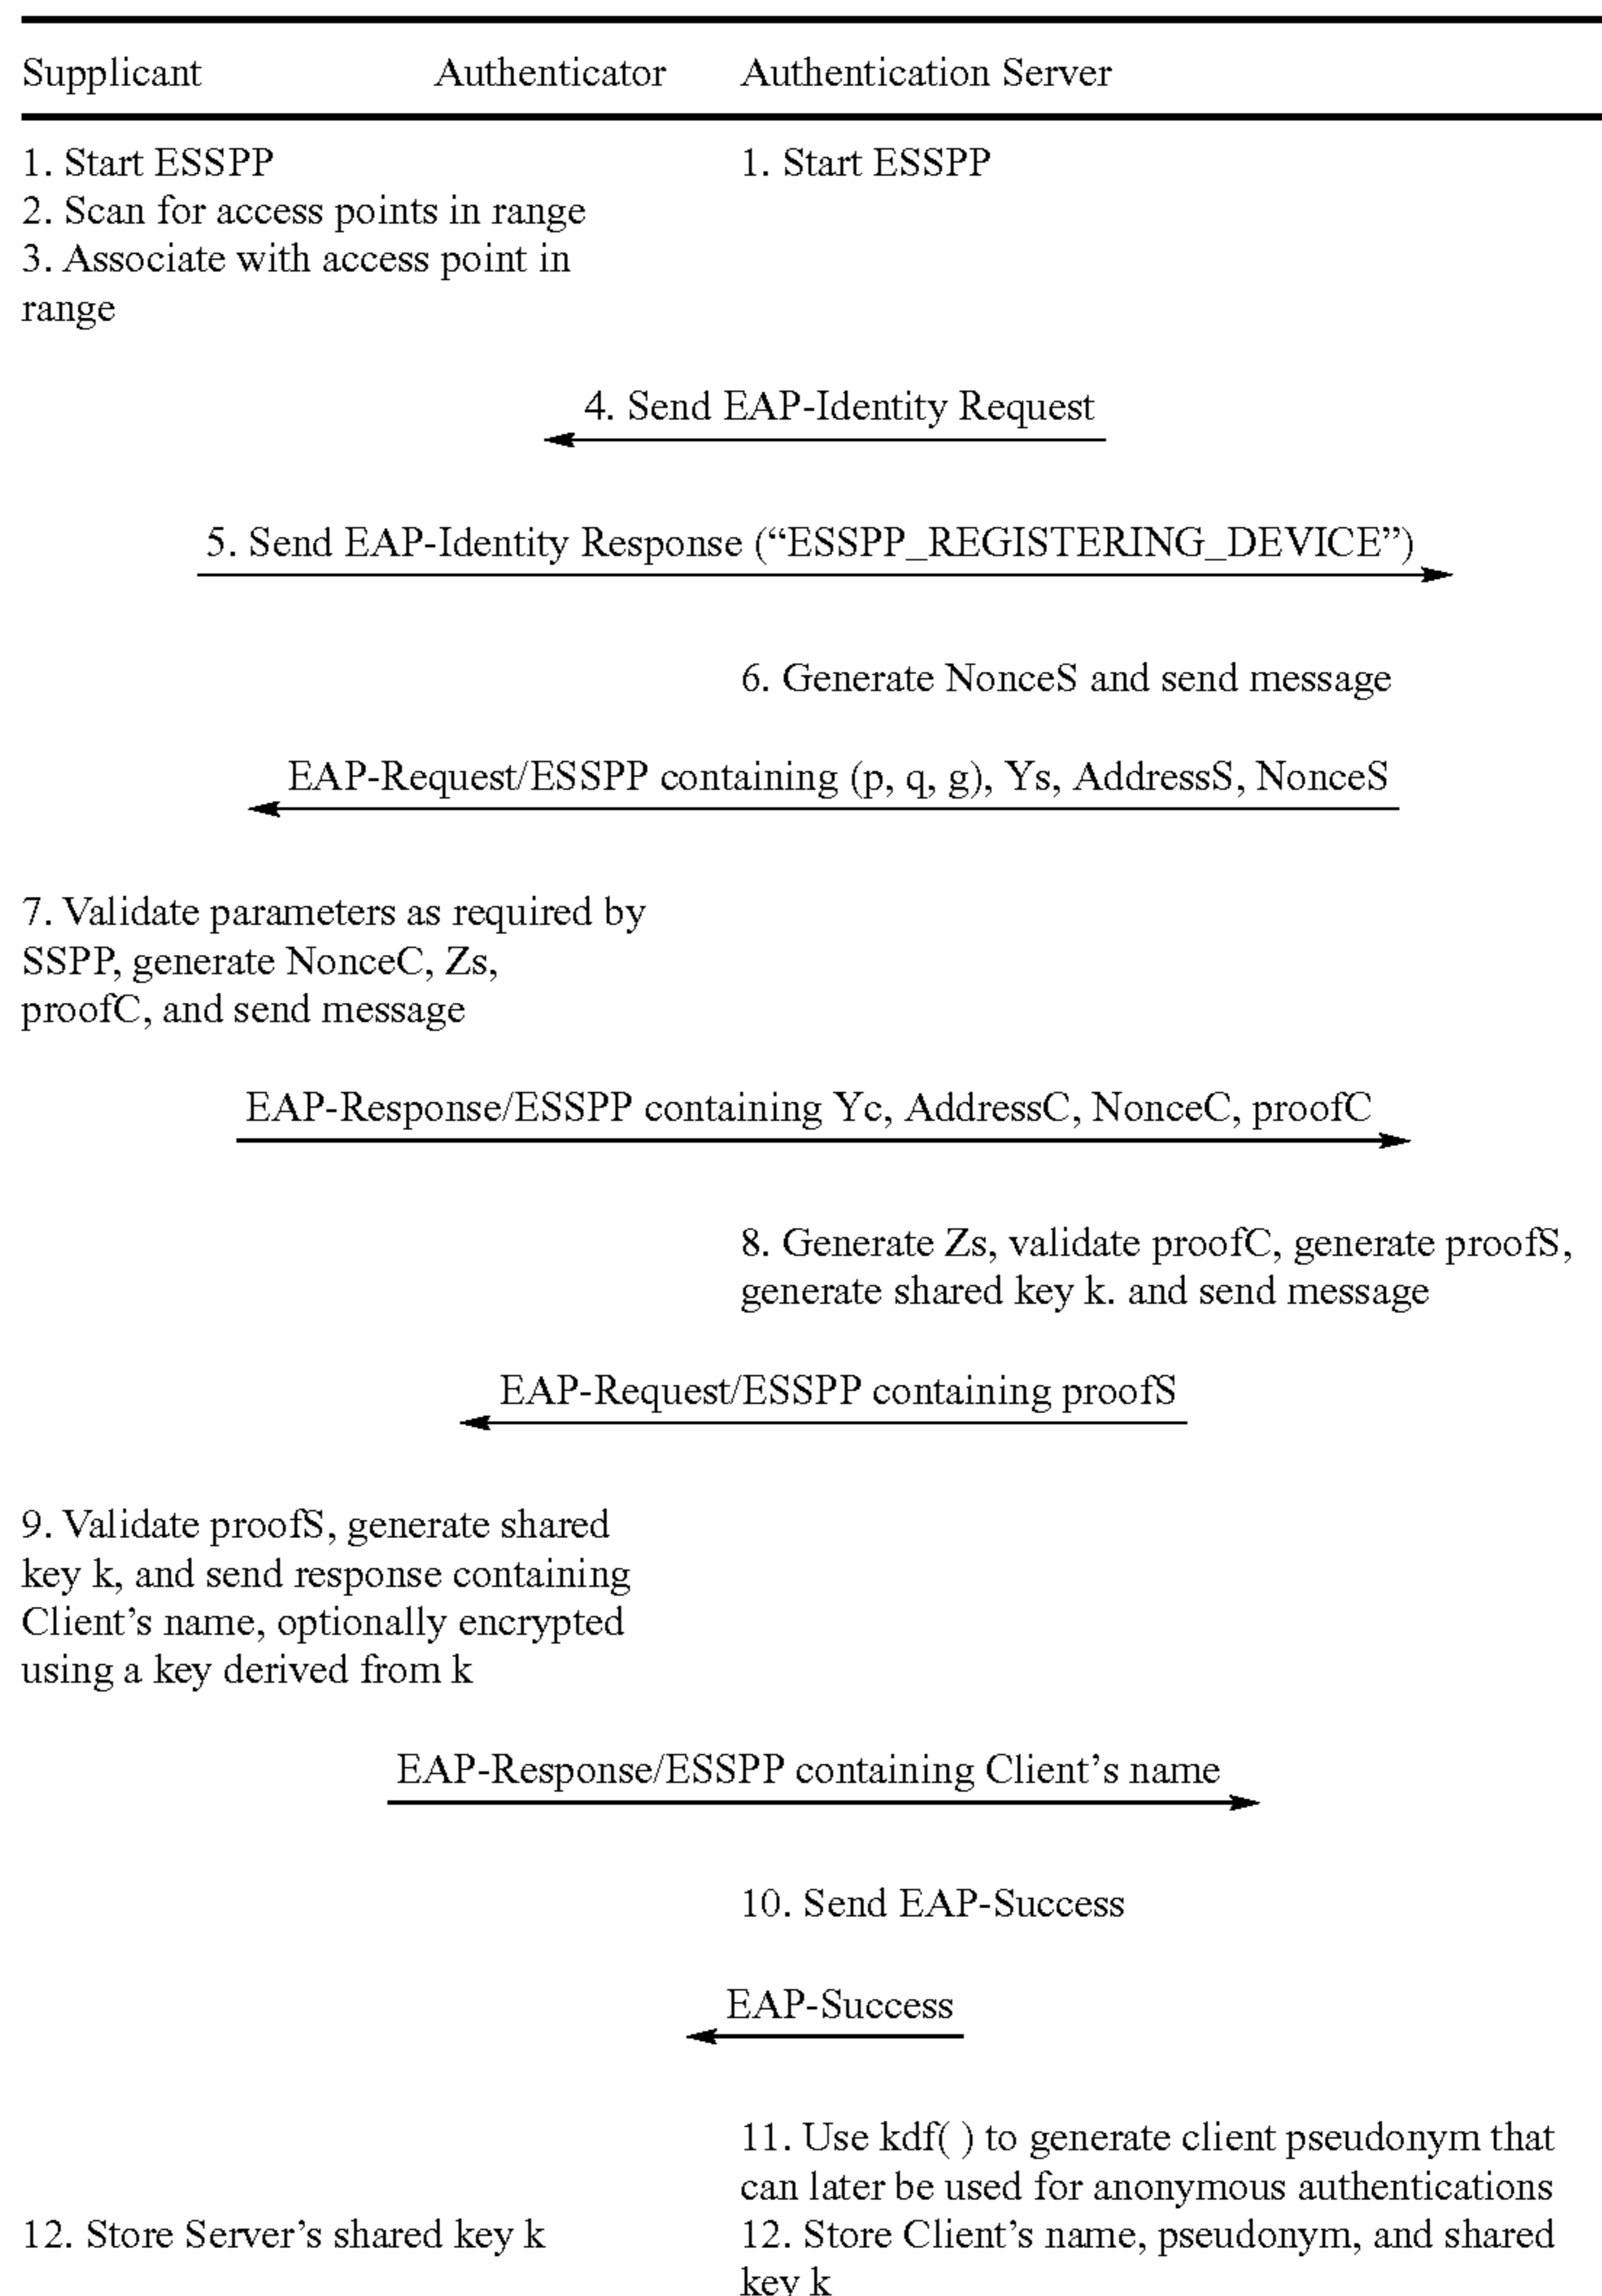 Supplicant Authenticator Authentication Server
1. Start ESSPP 1. Start ESSPP
2. Scan for access points in range
3. Associate with access point in
range
4. Send EAP-Identity Request
5. Send EAP-Identity Response (“ESSPP_REGISTERING_DEVICE”)
6. Generate NonceS and send message
EAP-Request/ESSPP containing (p, q, g), Ys, AddressS, NonceS
7. Validate parameters as required by
SSPP, generate NonceC, Zs,
proofC, and send message
EAP-Response/ESSPP containing Yc, AddressC, NonceC, proofC
8. Generate Zs, validate proofC, generate proofS,
generate shared key k. and send message
EAP-Request/ESSPP containing proofS
9. Validate proofS, generate shared
key k, and send response containing
Client’s name, optionally encrypted
using a key derived from k
EAP-Response/ESSPP containing Client’s name
10. Send EAP-Success
EAP-Success
11. Use kdf( ) to generate client pseudonym that
can later be used for anonymous authentications
12. Store Server’s shared key k 12. Store Client’s name, pseudonym, and shared
key k